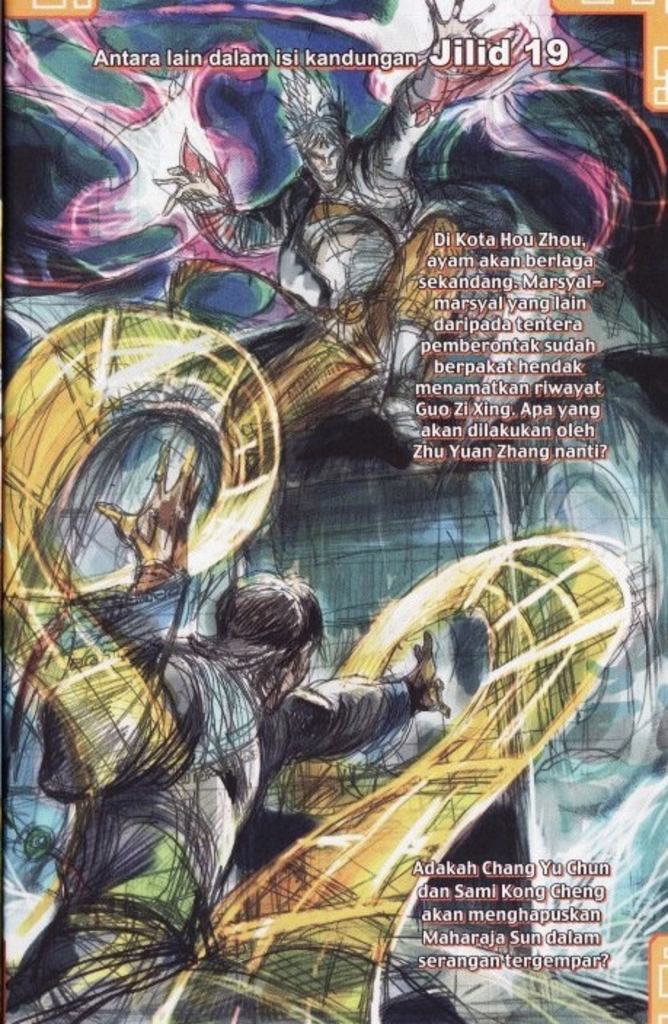 Antara lain dalam isi kandungan Jilid 19
Di Kota Hou Zhou,
ayam akan berlaga
sekandang. Marsyal-
marsyal yang lain
daripada tentera
pemberontak sudah
berpakat hendak
menamatkan riwayat
Guo Zi Xing. Apa yang
akan dilakukan oleh
Zhu Yuan Zhang nanti?
Adakah Chang Yu Chun
dan Sami Kong Cheng
akan menghapuskan
Maharaja Sun dalam
serangan tergempar?